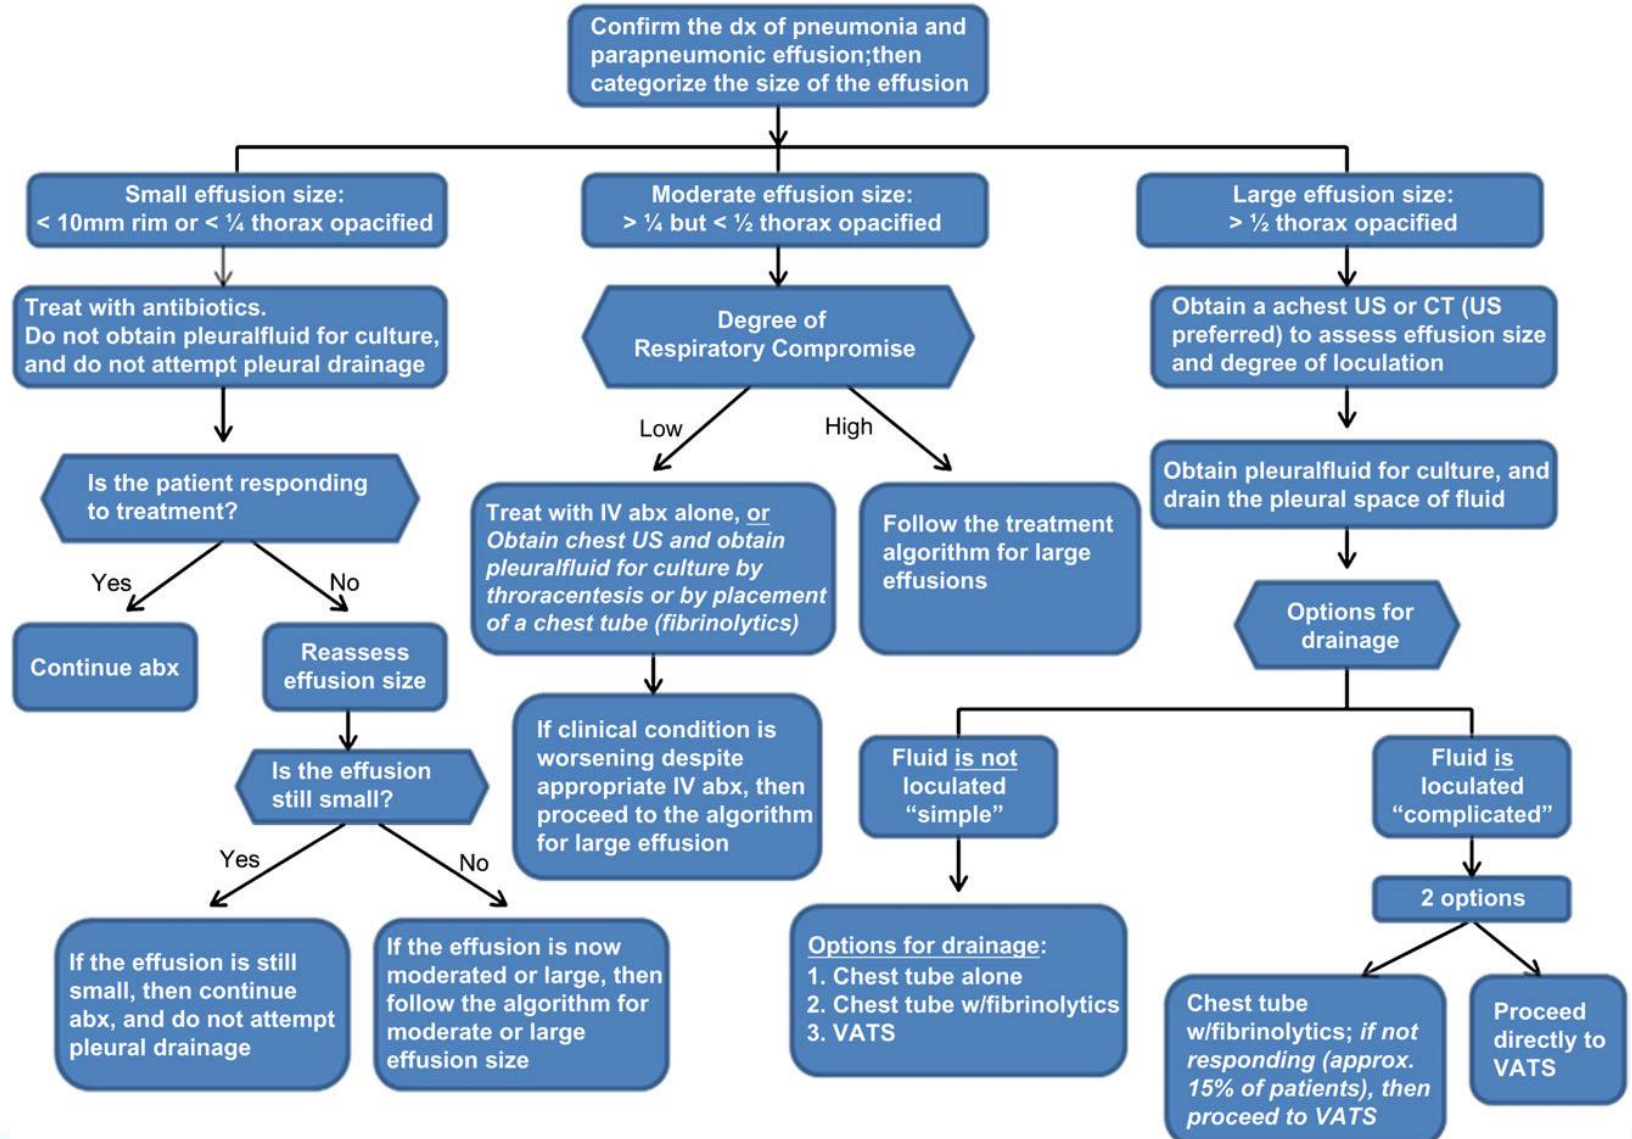 Confirm the dx of pneumonia and
parapneumonic effusion;then
categorize the size of the effusion
Small effusion size:
< 10mm rim or < ¼ thorax opacified
Moderate effusion size:
> ¼ but < ½ thorax opacified
Large effusion size:
> ½ thorax opacified
Treat with antibiotics.
Do not obtain pleuralfluid for culture,
and do not attempt pleural drainage
Degree of
Respiratory Compromise
Obtain a achest US or CT (US
preferred) to assess effusion size
and degree of loculation
Low
High
Is the patient responding
to treatment?
Treat with IV abx alone, or
Obtain chest US and obtain
pleuralfluid for culture by
throracentesis or by placement
of a chest tube (fibrinolytics)
Follow the treatment
algorithm for large
effusions
Obtain pleuralfluid for culture, and
drain the pleural space of fluid
Yes
No
Options for
drainage
Continue abx
Reassess
effusion size
If clinical condition is
worsening despite
appropriate IV abx, then
proceed to the algorithm
for large effusion
Fluid is not
loculated
“simple”
Fluid is
loculated
“complicated”
Is the effusion
still small?
Yes
No
2 options
If the effusion is still
small, then continue
abx, and do not attempt
pleural drainage
If the effusion is now
moderated or large, then
follow the algorithm for
moderate or large
effusion size
Options for drainage:
1. Chest tube alone
2. Chest tube w/fibrinolytics
3. VATS
Chest tube
w/fibrinolytics; if not
responding (approx.
15% of patients), then
proceed to VATS
Proceed
directly to
VATS